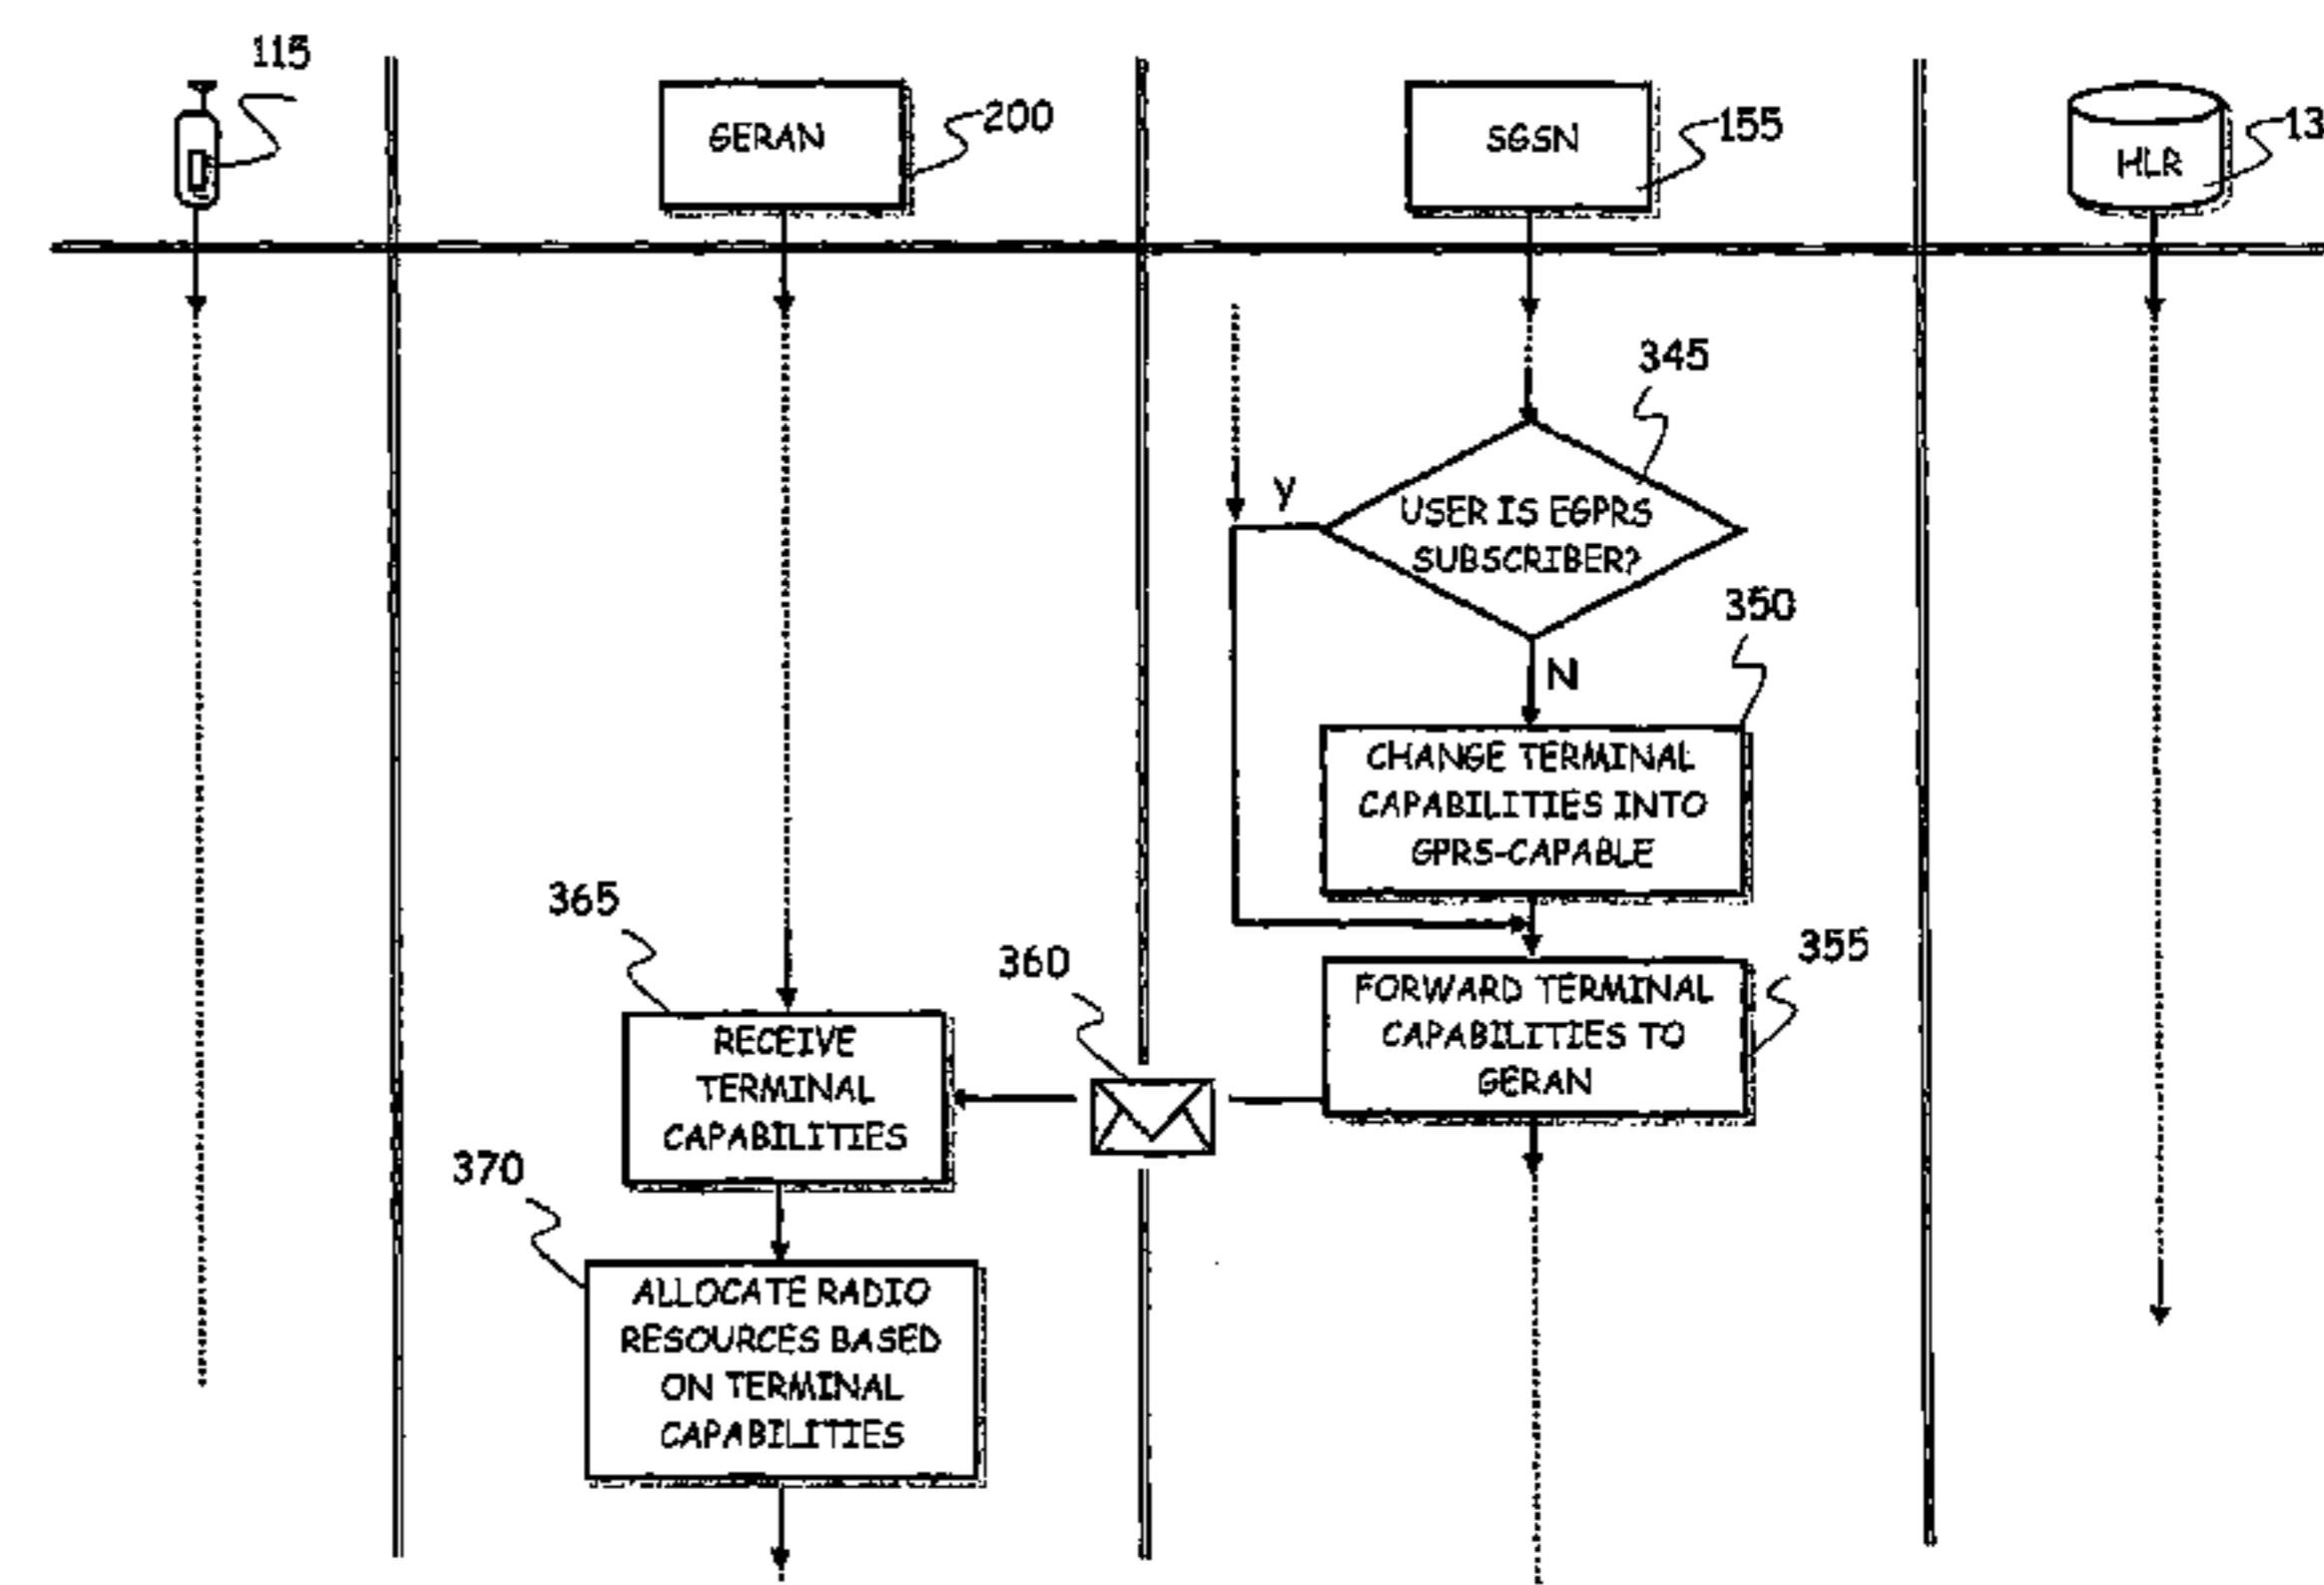 115
GERAN
200
SGSN
155
HLR
13
345
Y
USER IS EGPRS
SUBSCRIBER?
350
N
CHANGE TERMINAL
CAPABILITIES INTO
GPRS-CAPABLE
365
360
355
FORWARD TERMINAL
CAPABILITIES TO
GERAN
RECEIVE
TERMINAL
CAPABILITIES
370
ALLOCATE RADIO
RESOURCES BASED
ON TERMINAL
CAPABILITIES